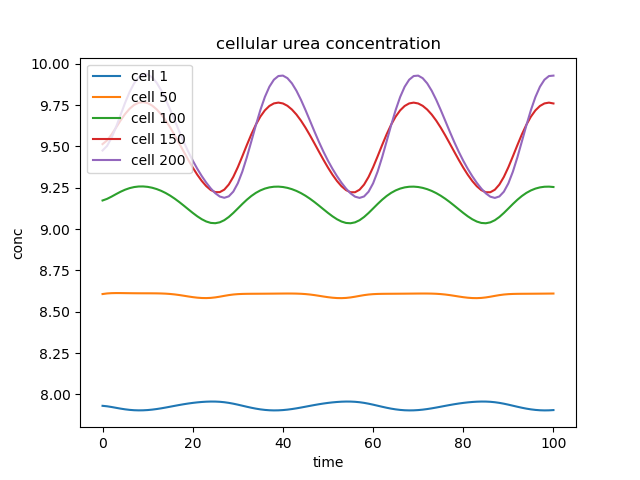 cellular urea concentration
10.00
9.75
9.50
9.25
9.00
8.75
8.50
8.25
8.00
conc
cell 1
cell 50
cell 100
cell 150
cell 200
0
20
40
60
80
100
time